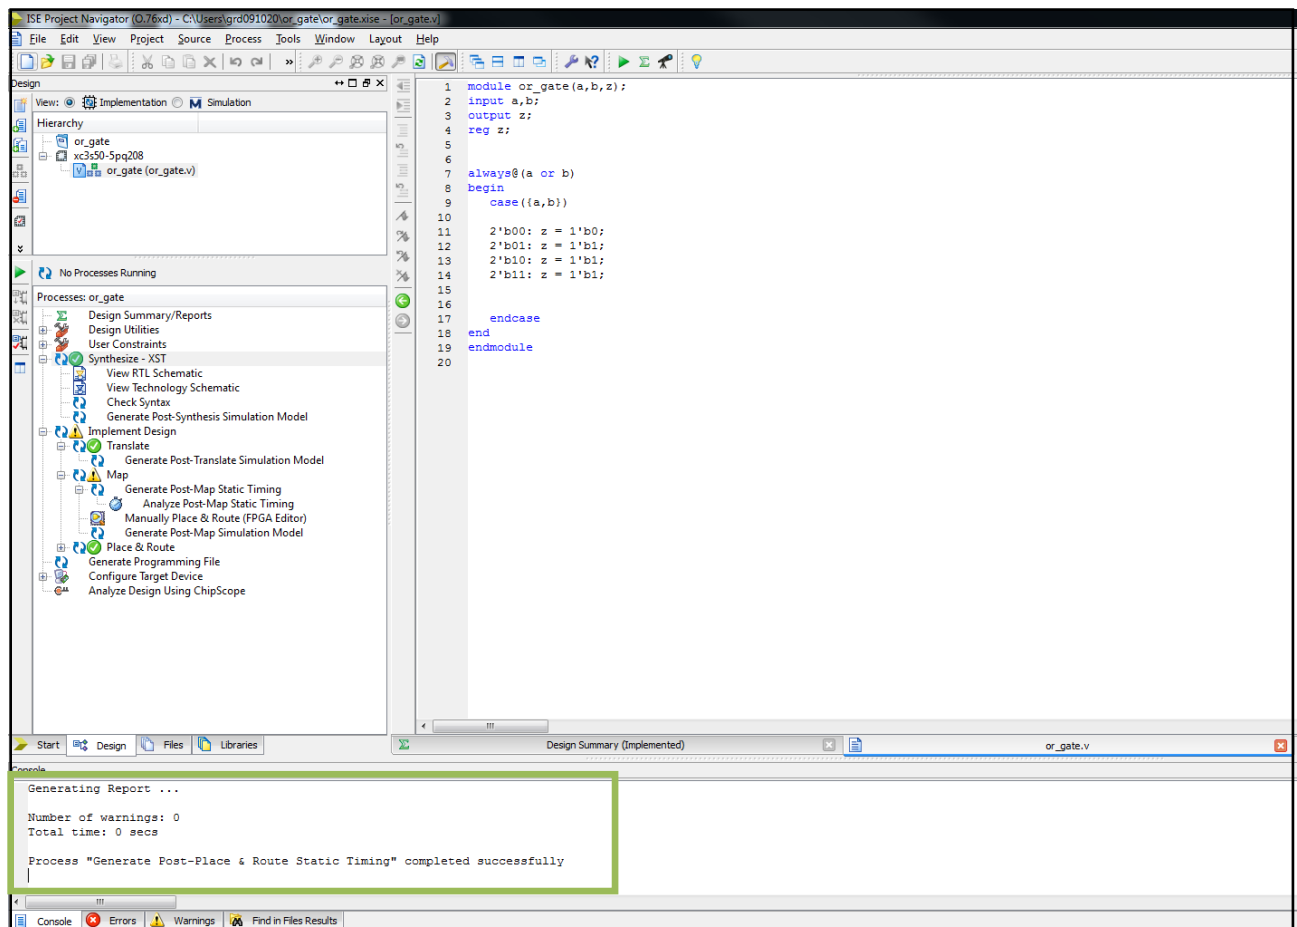 ISE Project Navigator (O.76xd) - C:\Users\grd091020\or_gate\or_gate.xise - [or_gate.v]
File Edit View Project Source Process Tools Window Layout Help
Design
View: Implementation Simulation
Hierarchy
or_gate
xc3s50-5pq208
or_gate (or_gate.v)
No Processes Running
Processes: or_gate
Design Summary/Reports
Design Utilities
User Constraints
Synthesize - XST
View RTL Schematic
View Technology Schematic
Check Syntax
Generate Post-Synthesis Simulation Model
Implement Design
Translate
Generate Post-Translate Simulation Model
Map
Generate Post-Map Static Timing
Analyze Post-Map Static Timing
Manually Place & Route (FPGA Editor)
Generate Post-Map Simulation Model
Place & Route
Generate Programming File
Configure Target Device
Analyze Design Using ChipScope
Start Design Files Libraries
1 module or_gate(a,b,z);
2 input a,b;
3 output z;
4 reg z;
5
6
7 always@(a or b)
8 begin
9 case({a,b})
10
11 2'b00: z = 1'b0;
12 2'b01: z = 1'b1;
13 2'b10: z = 1'b1;
14 2'b11: z = 1'b1;
15
16
17 endcase
18 end
19 endmodule
20
Design Summary (Implemented) or_gate.v
Console
Generating Report ...
Number of warnings: 0
Total time: 0 secs
Process "Generate Post-Place & Route Static Timing" completed successfully
Console Errors Warnings Find in Files Results